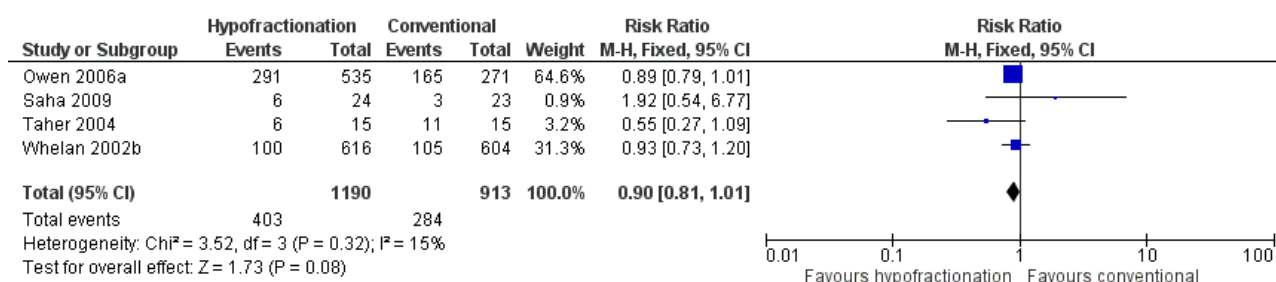 Hypofractionation Conventional Risk Ratio Risk Ratio
Study or Subgroup Events Total Events Total Weight M-H, Fixed, 95% CI M-H, Fixed, 95% CI
Owen 2006a 291 535 165 271 64.6% 0.89 [0.79, 1.01]
Saha 2009 6 24 3 23 0.9% 1.92 [0.54, 6.77]
Taher 2004 6 15 11 15 3.2% 0.55 [0.27, 1.09]
Whelan 2002b 100 616 105 604 31.3% 0.93 [0.73, 1.20]
Total (95% CI) 1190 913 100.0% 0.90 [0.81, 1.01]
Total events 403 284
Heterogeneity: Chi² = 3.52, df = 3 (P = 0.32); I² = 15%
Test for overall effect: Z = 1.73 (P = 0.08)
0.01 0.1 1 10 100
Favours hypofractionation Favours conventional